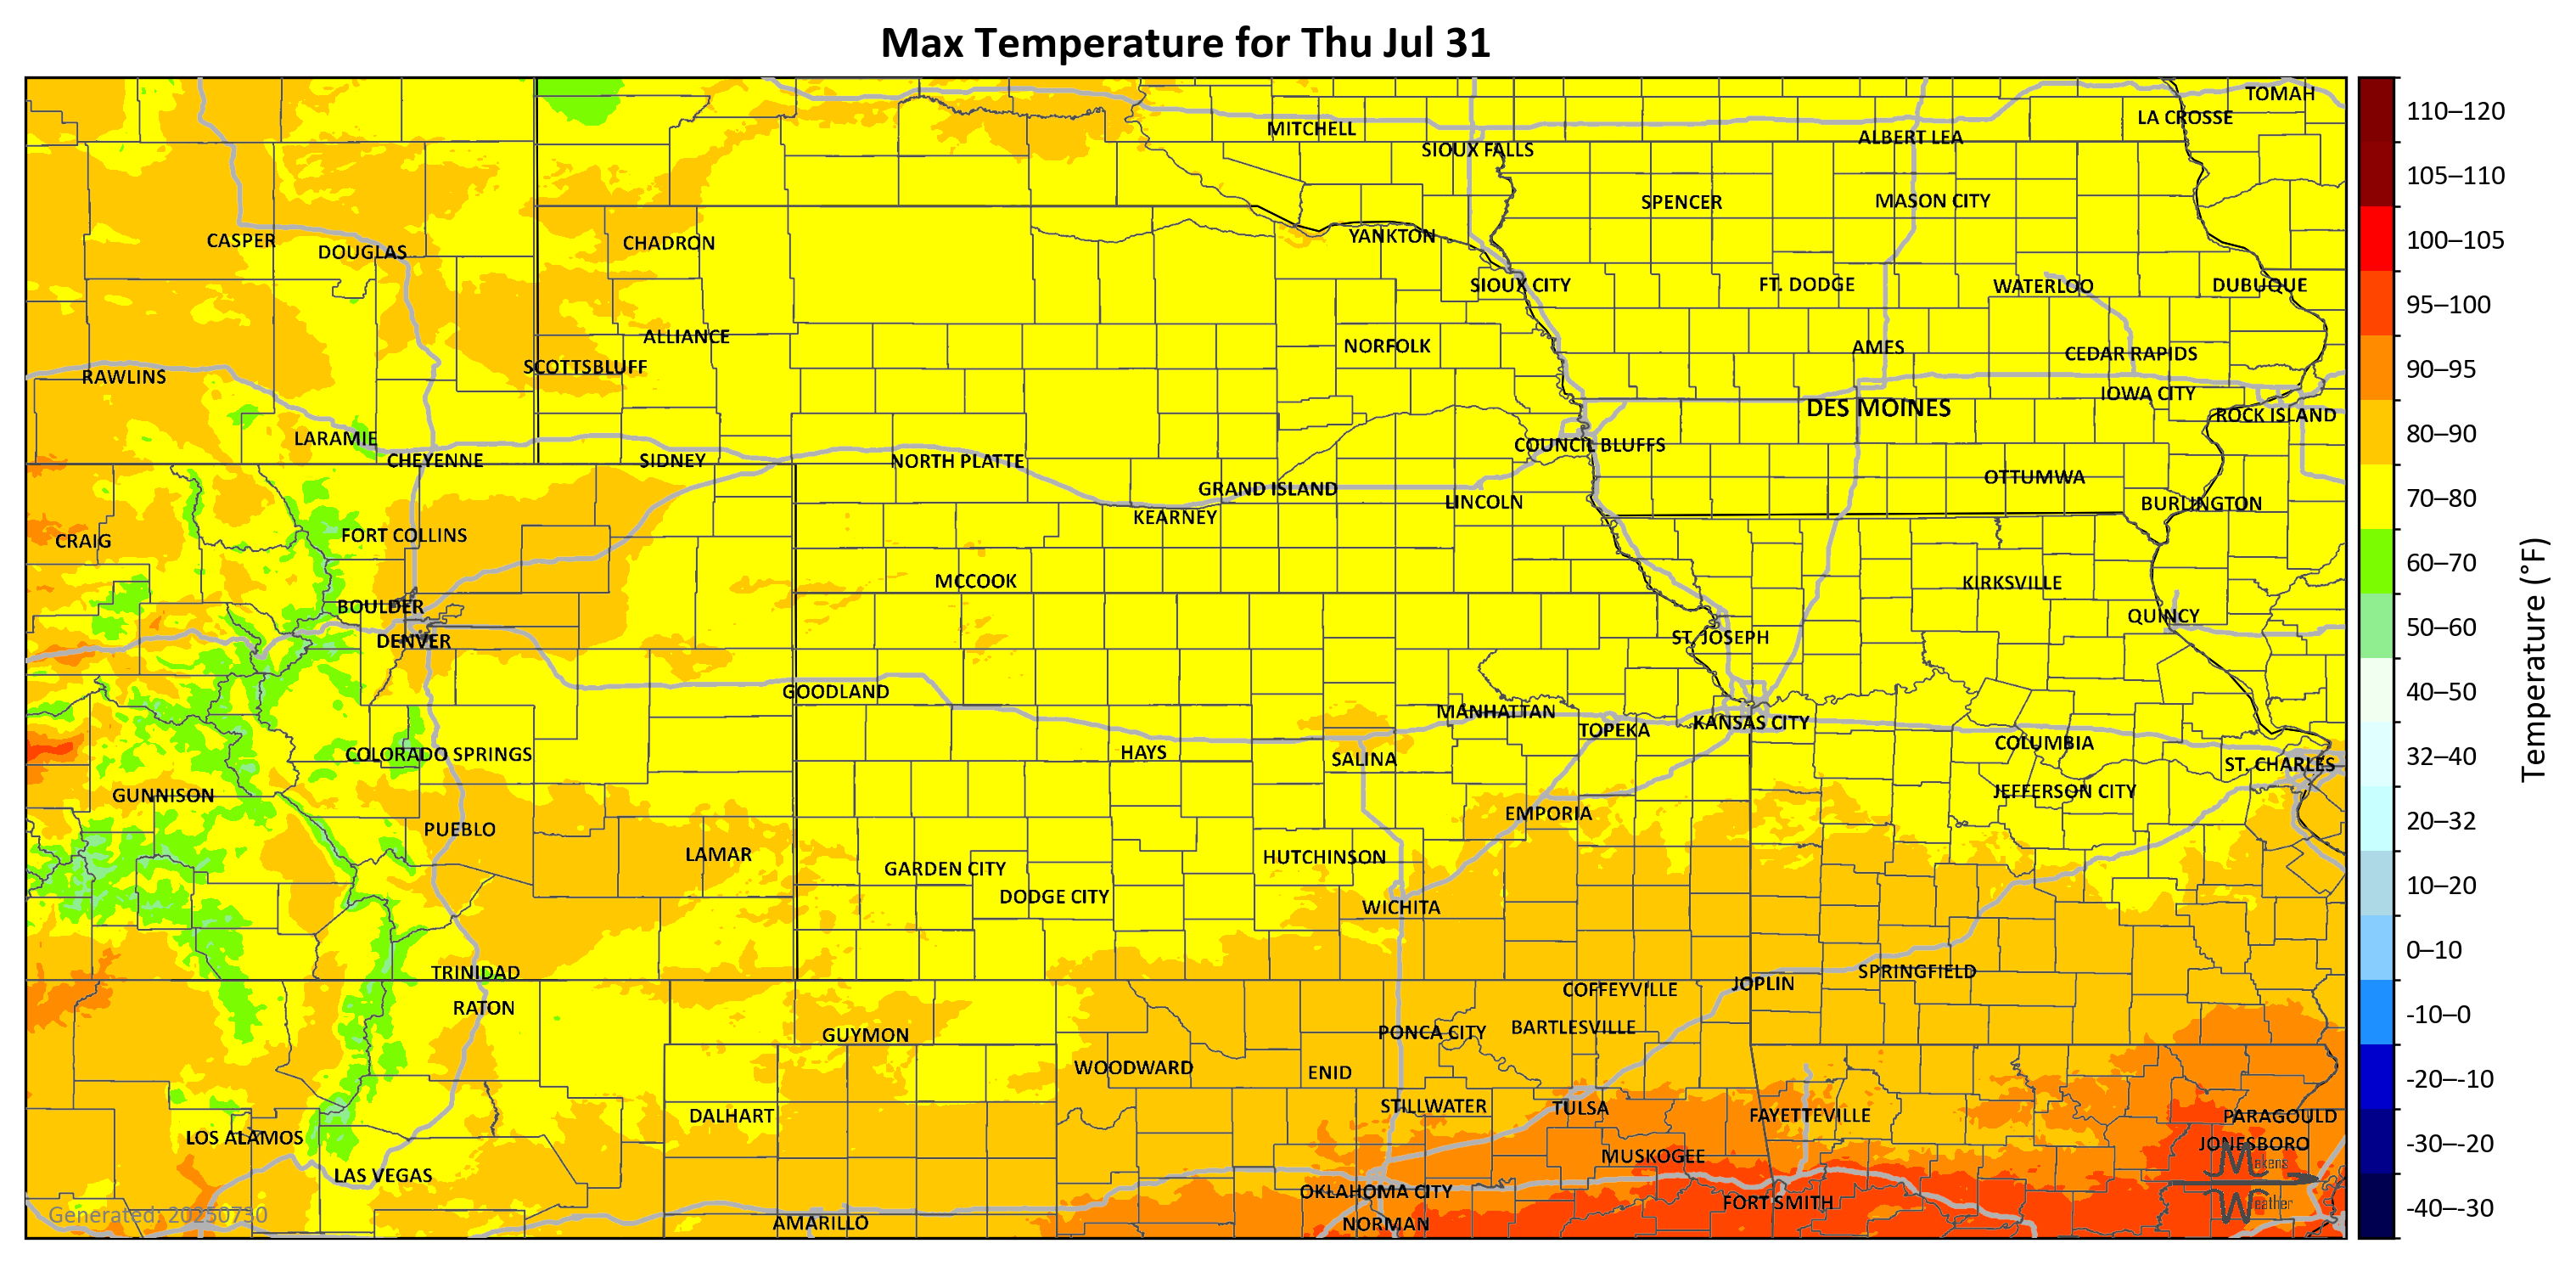 Max Temperature for Thu Jul 31
TOMAH
LA CROSSE
MITCHELL
ALBERT LEA
SIOUX FALLS
SPENCER
MASON CITY
CASPER
DOUGLAS
CHADRON
YANKTON
SIOUX CITY
FT. DODGE
WATERLOO
DUBUQUE
ALLIANCE
NORFOLK
AMES
CEDAR RAPIDS
SCOTTSBLUFF
RAWLINS
IOWA CITY
DES MOINES
ROCK ISLAND
LARAMIE
COUNCIL BLUFFS
CHEYENNE
SIDNEY
NORTH PLATTE
OTTUMWA
GRAND ISLAND
LINCOLN
BURLINGTON
KEARNEY
FORT COLLINS
CRAIG
MCCOOK
KIRKSVILLE
BOULDER
QUINCY
DENVER
ST. JOSEPH
GOODLAND
MANHATTAN
KANSAS CITY
TOPEKA
COLUMBIA
COLORADO SPRINGS
HAYS
SALINA
ST. CHARLES
GUNNISON
JEFFERSON CITY
EMPORIA
PUEBLO
LAMAR
HUTCHINSON
GARDEN CITY
DODGE CITY
WICHITA
TRINIDAD
SPRINGFIELD
JOPLIN
COFFEYVILLE
RATON
GUYMON
PONCA CITY
BARTLESVILLE
WOODWARD
ENID
STILLWATER
TULSA
DALHART
FAYETTEVILLE
PARAGOULD
LOS ALAMOS
JONESBORO
MUSKOGEE
Makens
LAS VEGAS
OKLAHOMA CITY
FORT SMITH
Weather
Generated: 20250730
AMARILLO
NORMAN
110–120
105–110
100–105
95–100
90–95
80–90
70–80
60–70
50–60
40–50
32–40
20–32
10–20
0–10
-10–0
-20–-10
-30–-20
-40–-30
Temperature (°F)